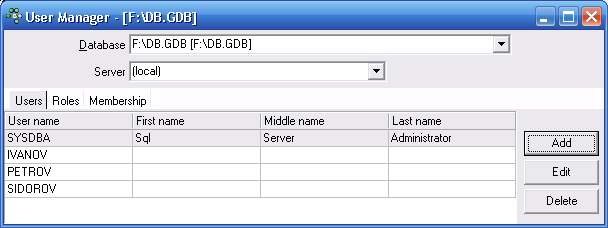 User Manager - [F:\DB.GDB]
Database F:\DB.GDB [F:\DB.GDB]
Server (local)
Users Roles Membership
User name First name Middle name Last name
SYSDBA Sql Server Administrator
IVANOV
PETROV
SIDOROV
Add
Edit
Delete